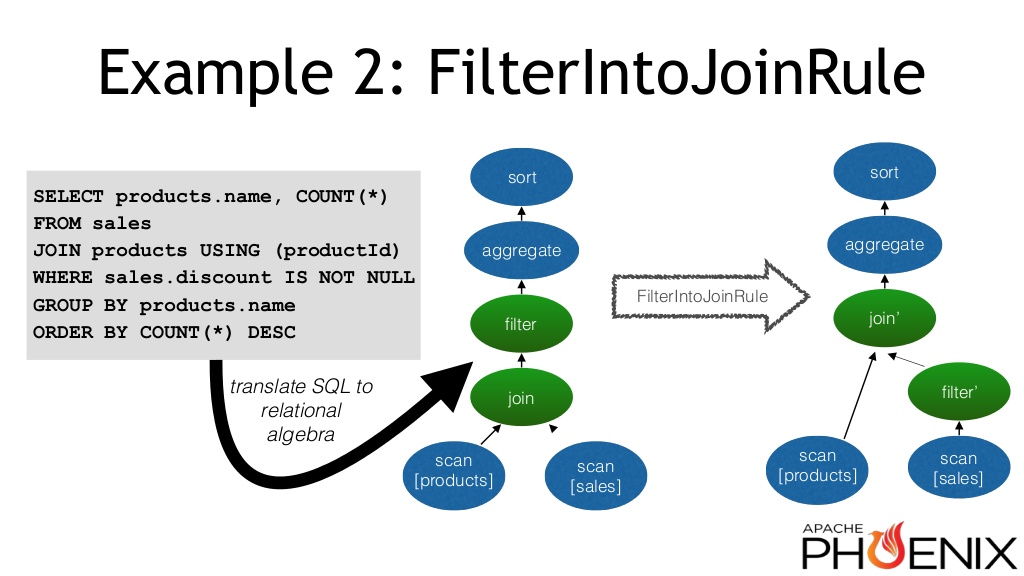 Example 2: FilterIntoJoinRule
SELECT products.name, COUNT(*)
FROM sales
JOIN products USING (productId)
WHERE sales.discount IS NOT NULL
GROUP BY products.name
ORDER BY COUNT(*) DESC
translate SQL to
relational
algebra
sort
aggregate
filter
join
scan
[products]
scan
[sales]
FilterIntoJoinRule
sort
aggregate
join’
filter’
scan
[products]
scan
[sales]
APACHE
PHOENIX